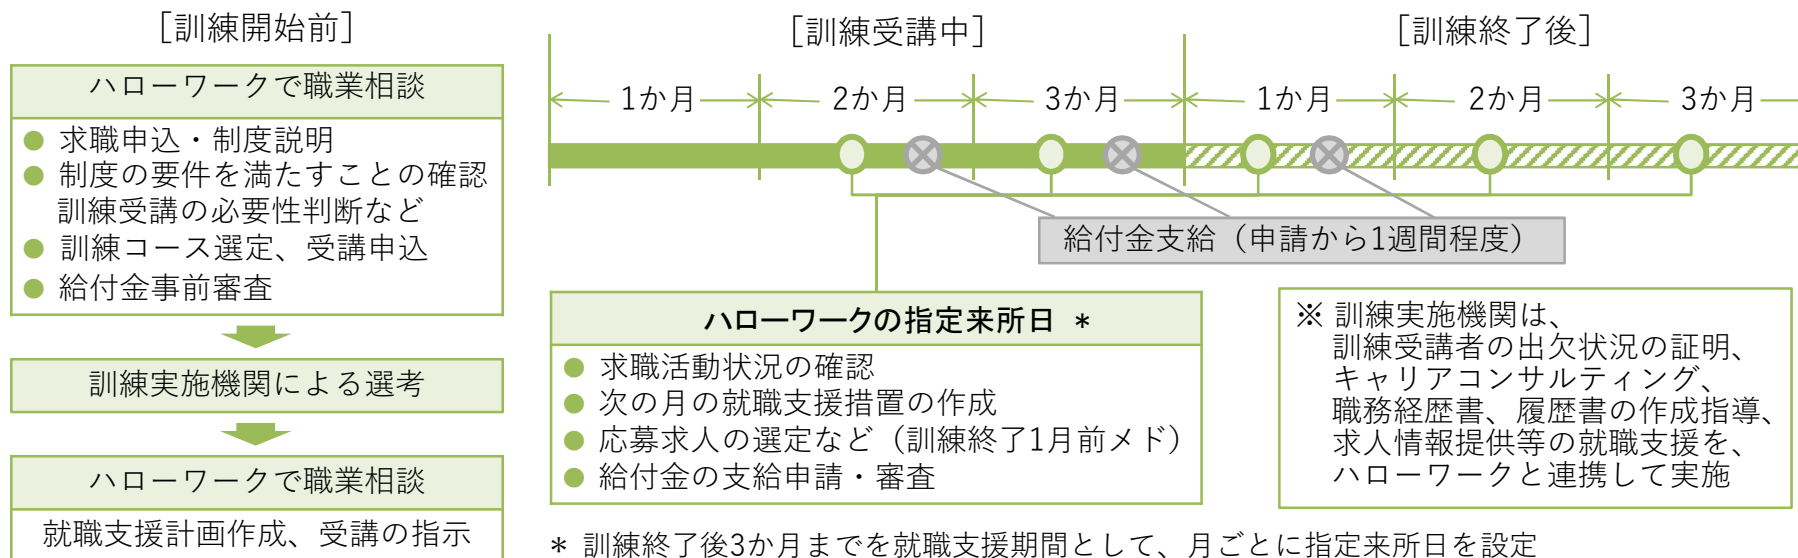 ［訓練開始前］
ハローワークで職業相談
● 求職申込・制度説明
● 制度の要件を満たすことの確認
訓練受講の必要性判断など
● 訓練コース選定、受講申込
● 給付金事前審査
訓練実施機関による選考
ハローワークで職業相談
就職支援計画作成、受講の指示
［訓練受講中］
［訓練終了後］
1か月
2か月
3か月
1か月
2か月
3か月
給付金支給（申請から1週間程度）
ハローワークの指定来所日 ＊
● 求職活動状況の確認
● 次の月の就職支援措置の作成
● 応募求人の選定など（訓練終了1月前メド）
● 給付金の支給申請・審査
※ 訓練実施機関は、
訓練受講者の出欠状況の証明、
キャリアコンサルティング、
職務経歴書、履歴書の作成指導、
求人情報提供等の就職支援を、
ハローワークと連携して実施
＊ 訓練終了後3か月までを就職支援期間として、月ごとに指定来所日を設定